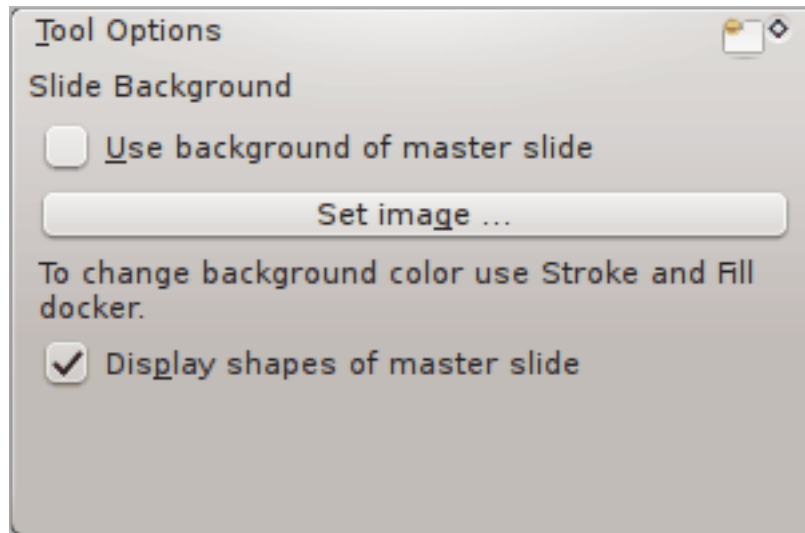 Tool Options
Slide Background
Use background of master slide
Set image ...
To change background color use Stroke and Fill
docker.
Display shapes of master slide